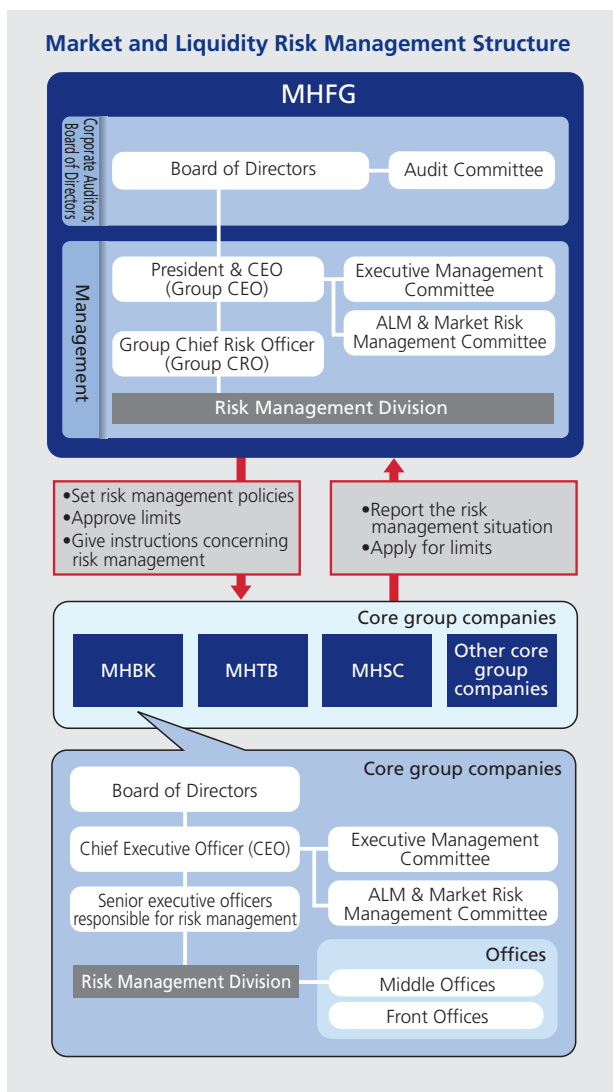 Market and Liquidity Risk Management Structure
MHFG
Corporate Auditors,
Board of Directors
Board of Directors
Audit Committee
Management
President & CEO
(Group CEO)
Executive Management
Committee
ALM & Market Risk
Management Committee
Group Chief Risk Officer
(Group CRO)
Risk Management Division
•Set risk management policies
•Approve limits
•Give instructions concerning
risk management
•Report the risk
management situation
•Apply for limits
Core group companies
MHBK
MHTB
MHSC
Other core
group
companies
Core group companies
Board of Directors
Chief Executive Officer (CEO)
Executive Management
Committee
Senior executive officers
responsible for risk management
ALM & Market Risk
Management Committee
Risk Management Division
Offices
Middle Offices
Front Offices